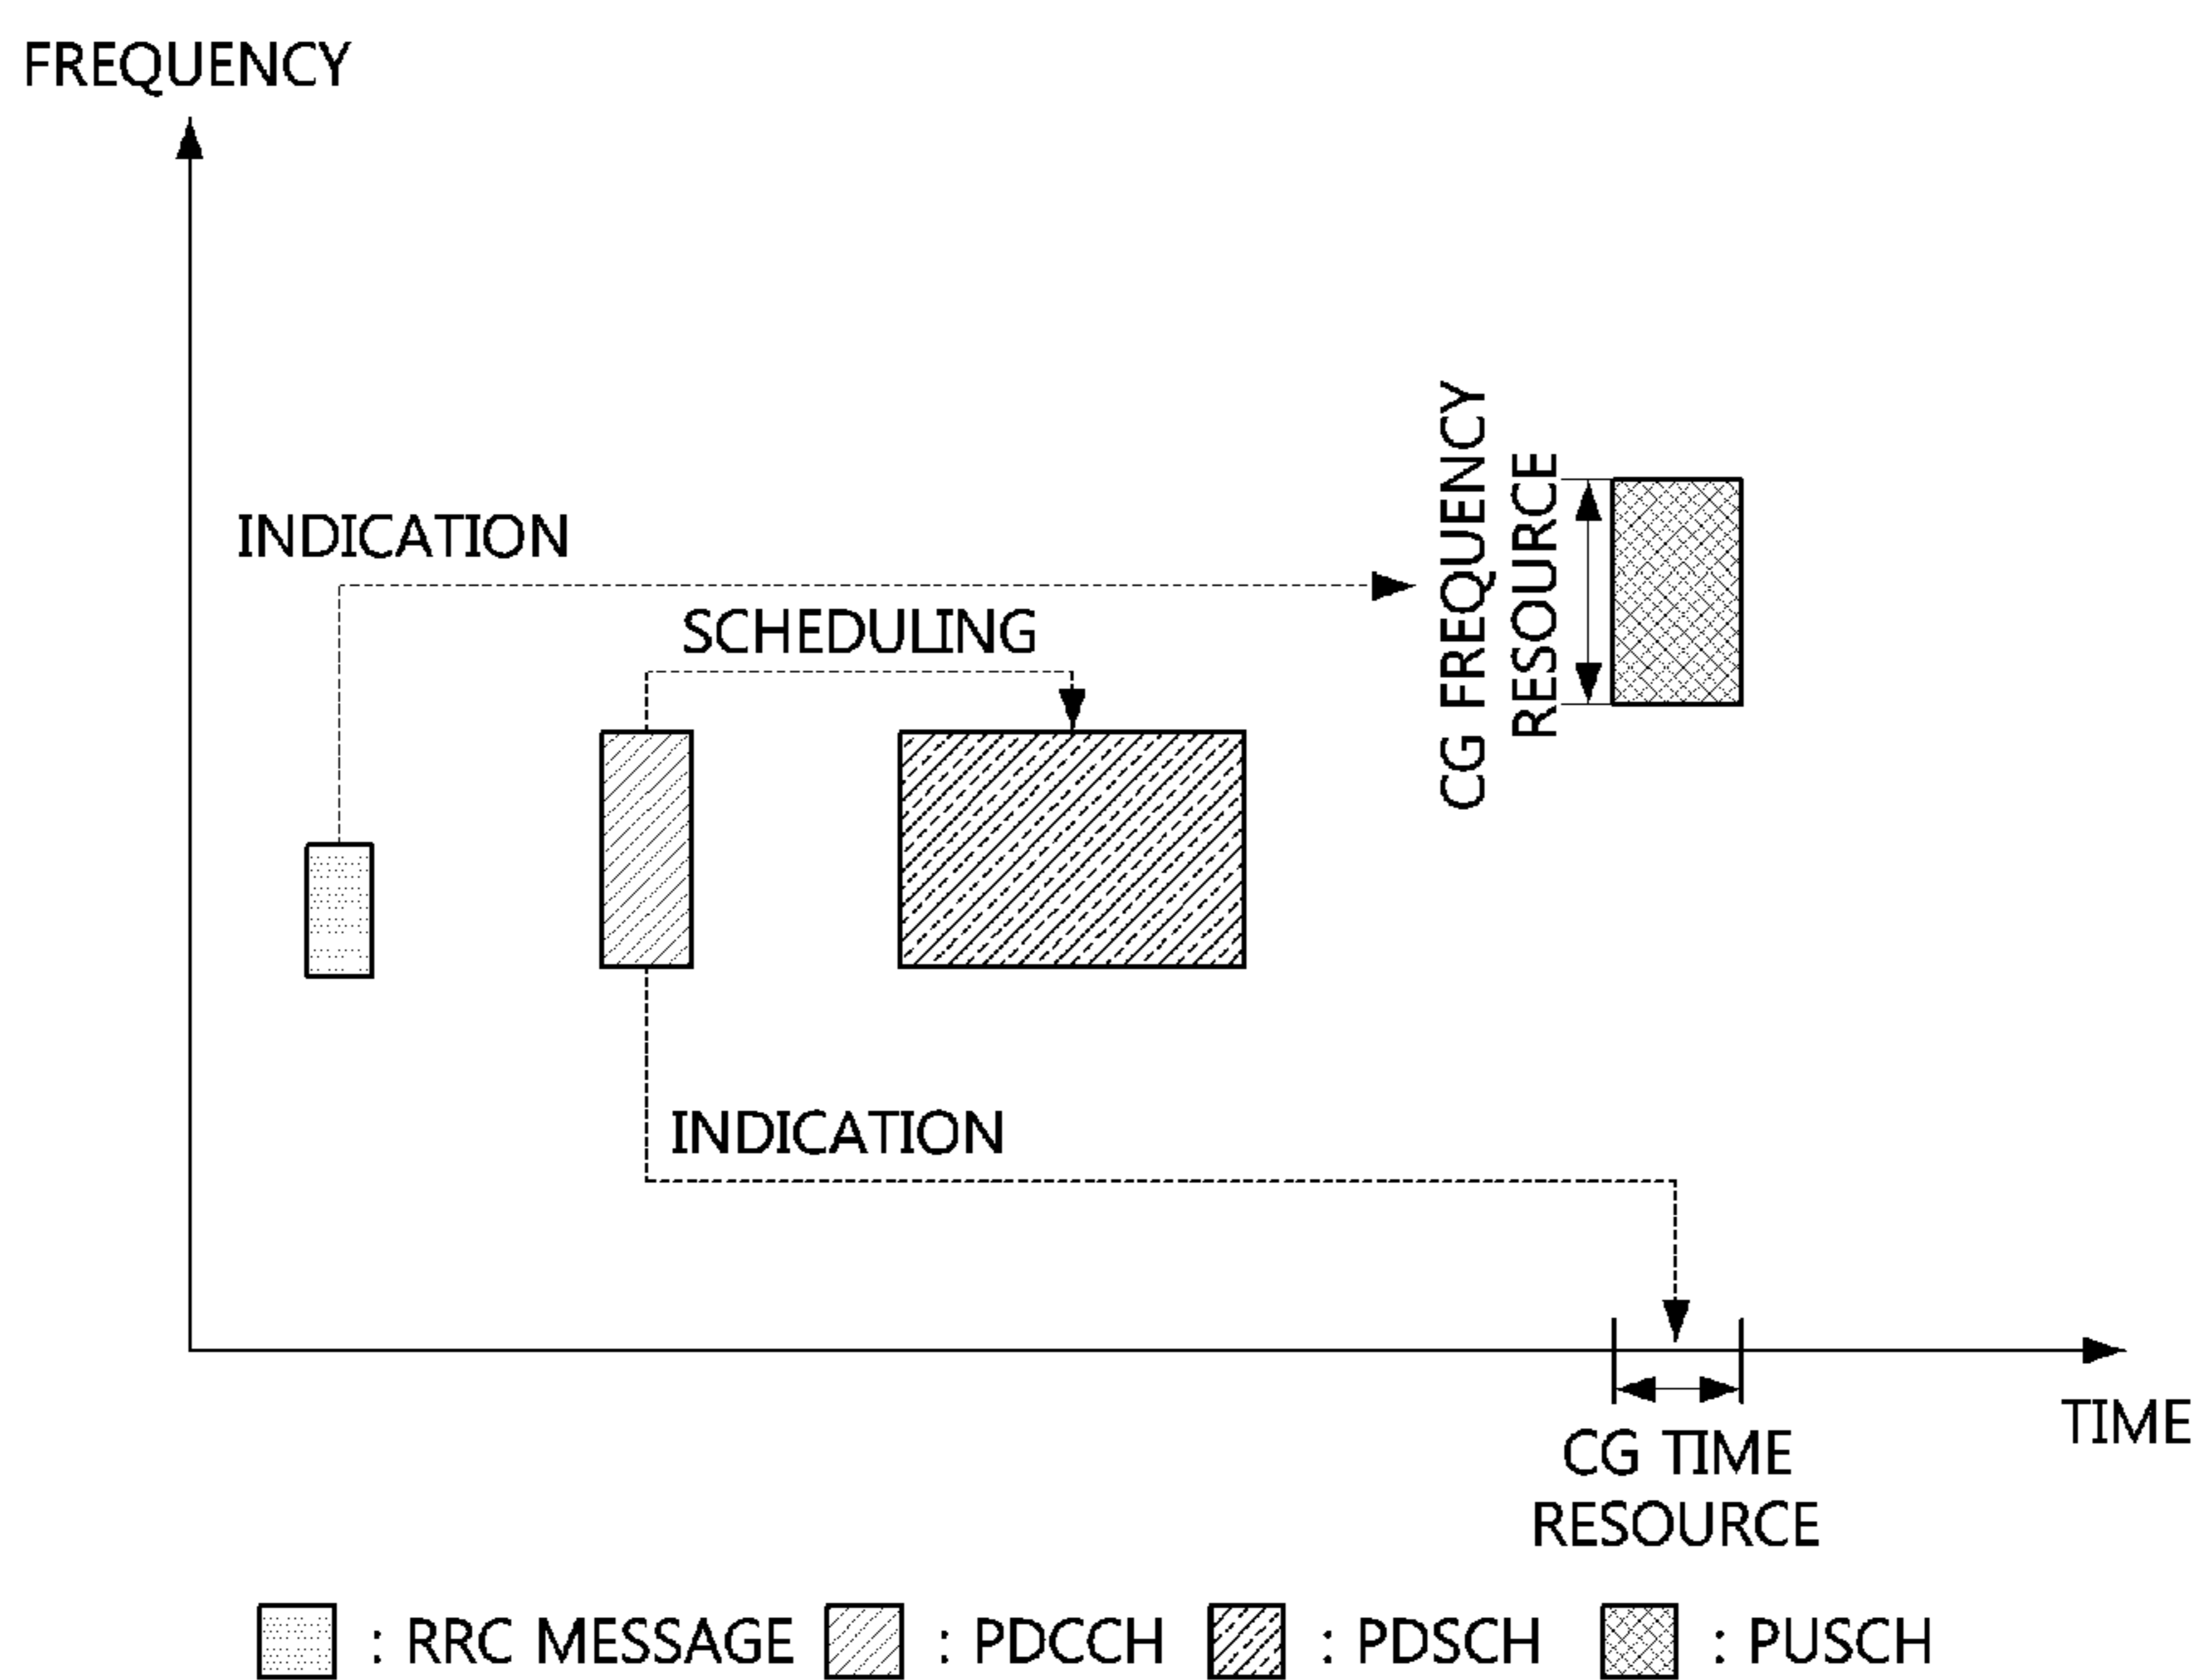 FREQUENCY
INDICATION
SCHEDULING
CG FREQUENCY
RESOURCE
INDICATION
TIME
CG TIME
RESOURCE
: RRC MESSAGE : PDCCH : PDSCH : PUSCH